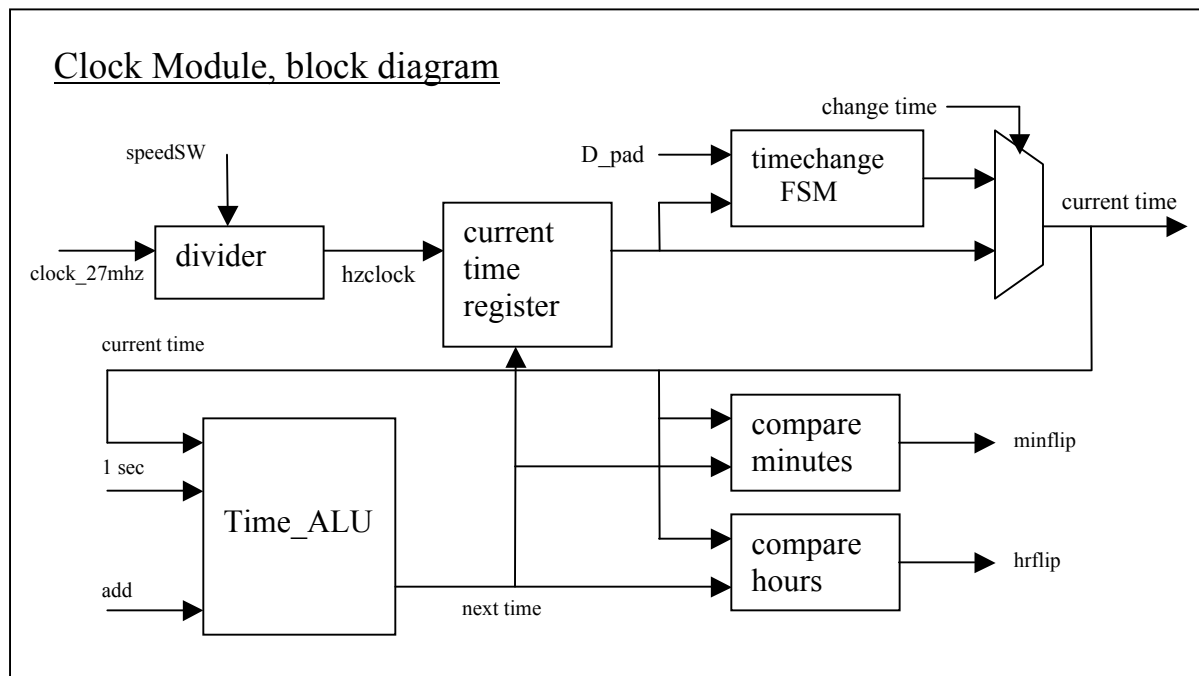 Clock Module, block diagram
change time
speedSW
D_pad
timechange
FSM
current time
divider
current
time
register
clock_27mhz
hzclock
current time
compare
minutes
minflip
1 sec
Time_ALU
compare
hours
hrflip
add
next time